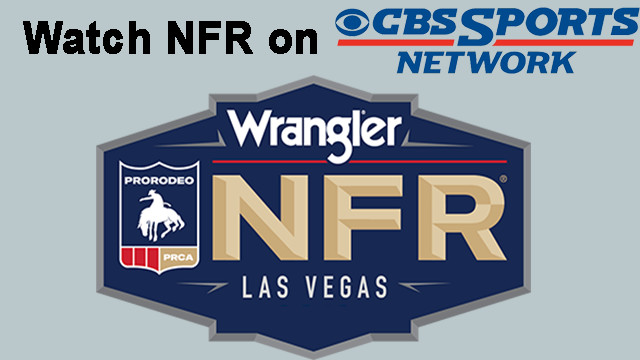 Watch NFR on CBS SPORTS
NETWORK
Wrangler
PRORODEO
NFR®
PRCA
LAS VEGAS